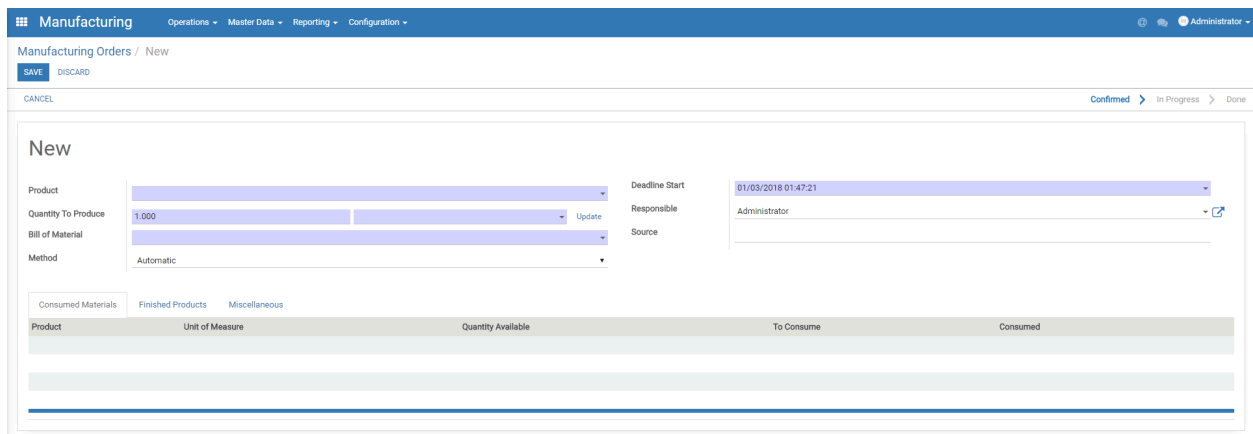 Manufacturing Operations Master Data Reporting Configuration @ Administrator
Manufacturing Orders / New
SAVE DISCARD
CANCEL Confirmed In Progress Done
New
Product
Quantity To Produce 1.000 Update
Bill of Material
Method Automatic
Deadline Start 01/03/2018 01:47:21
Responsible Administrator
Source
Consumed Materials Finished Products Miscellaneous
Product Unit of Measure Quantity Available To Consume Consumed